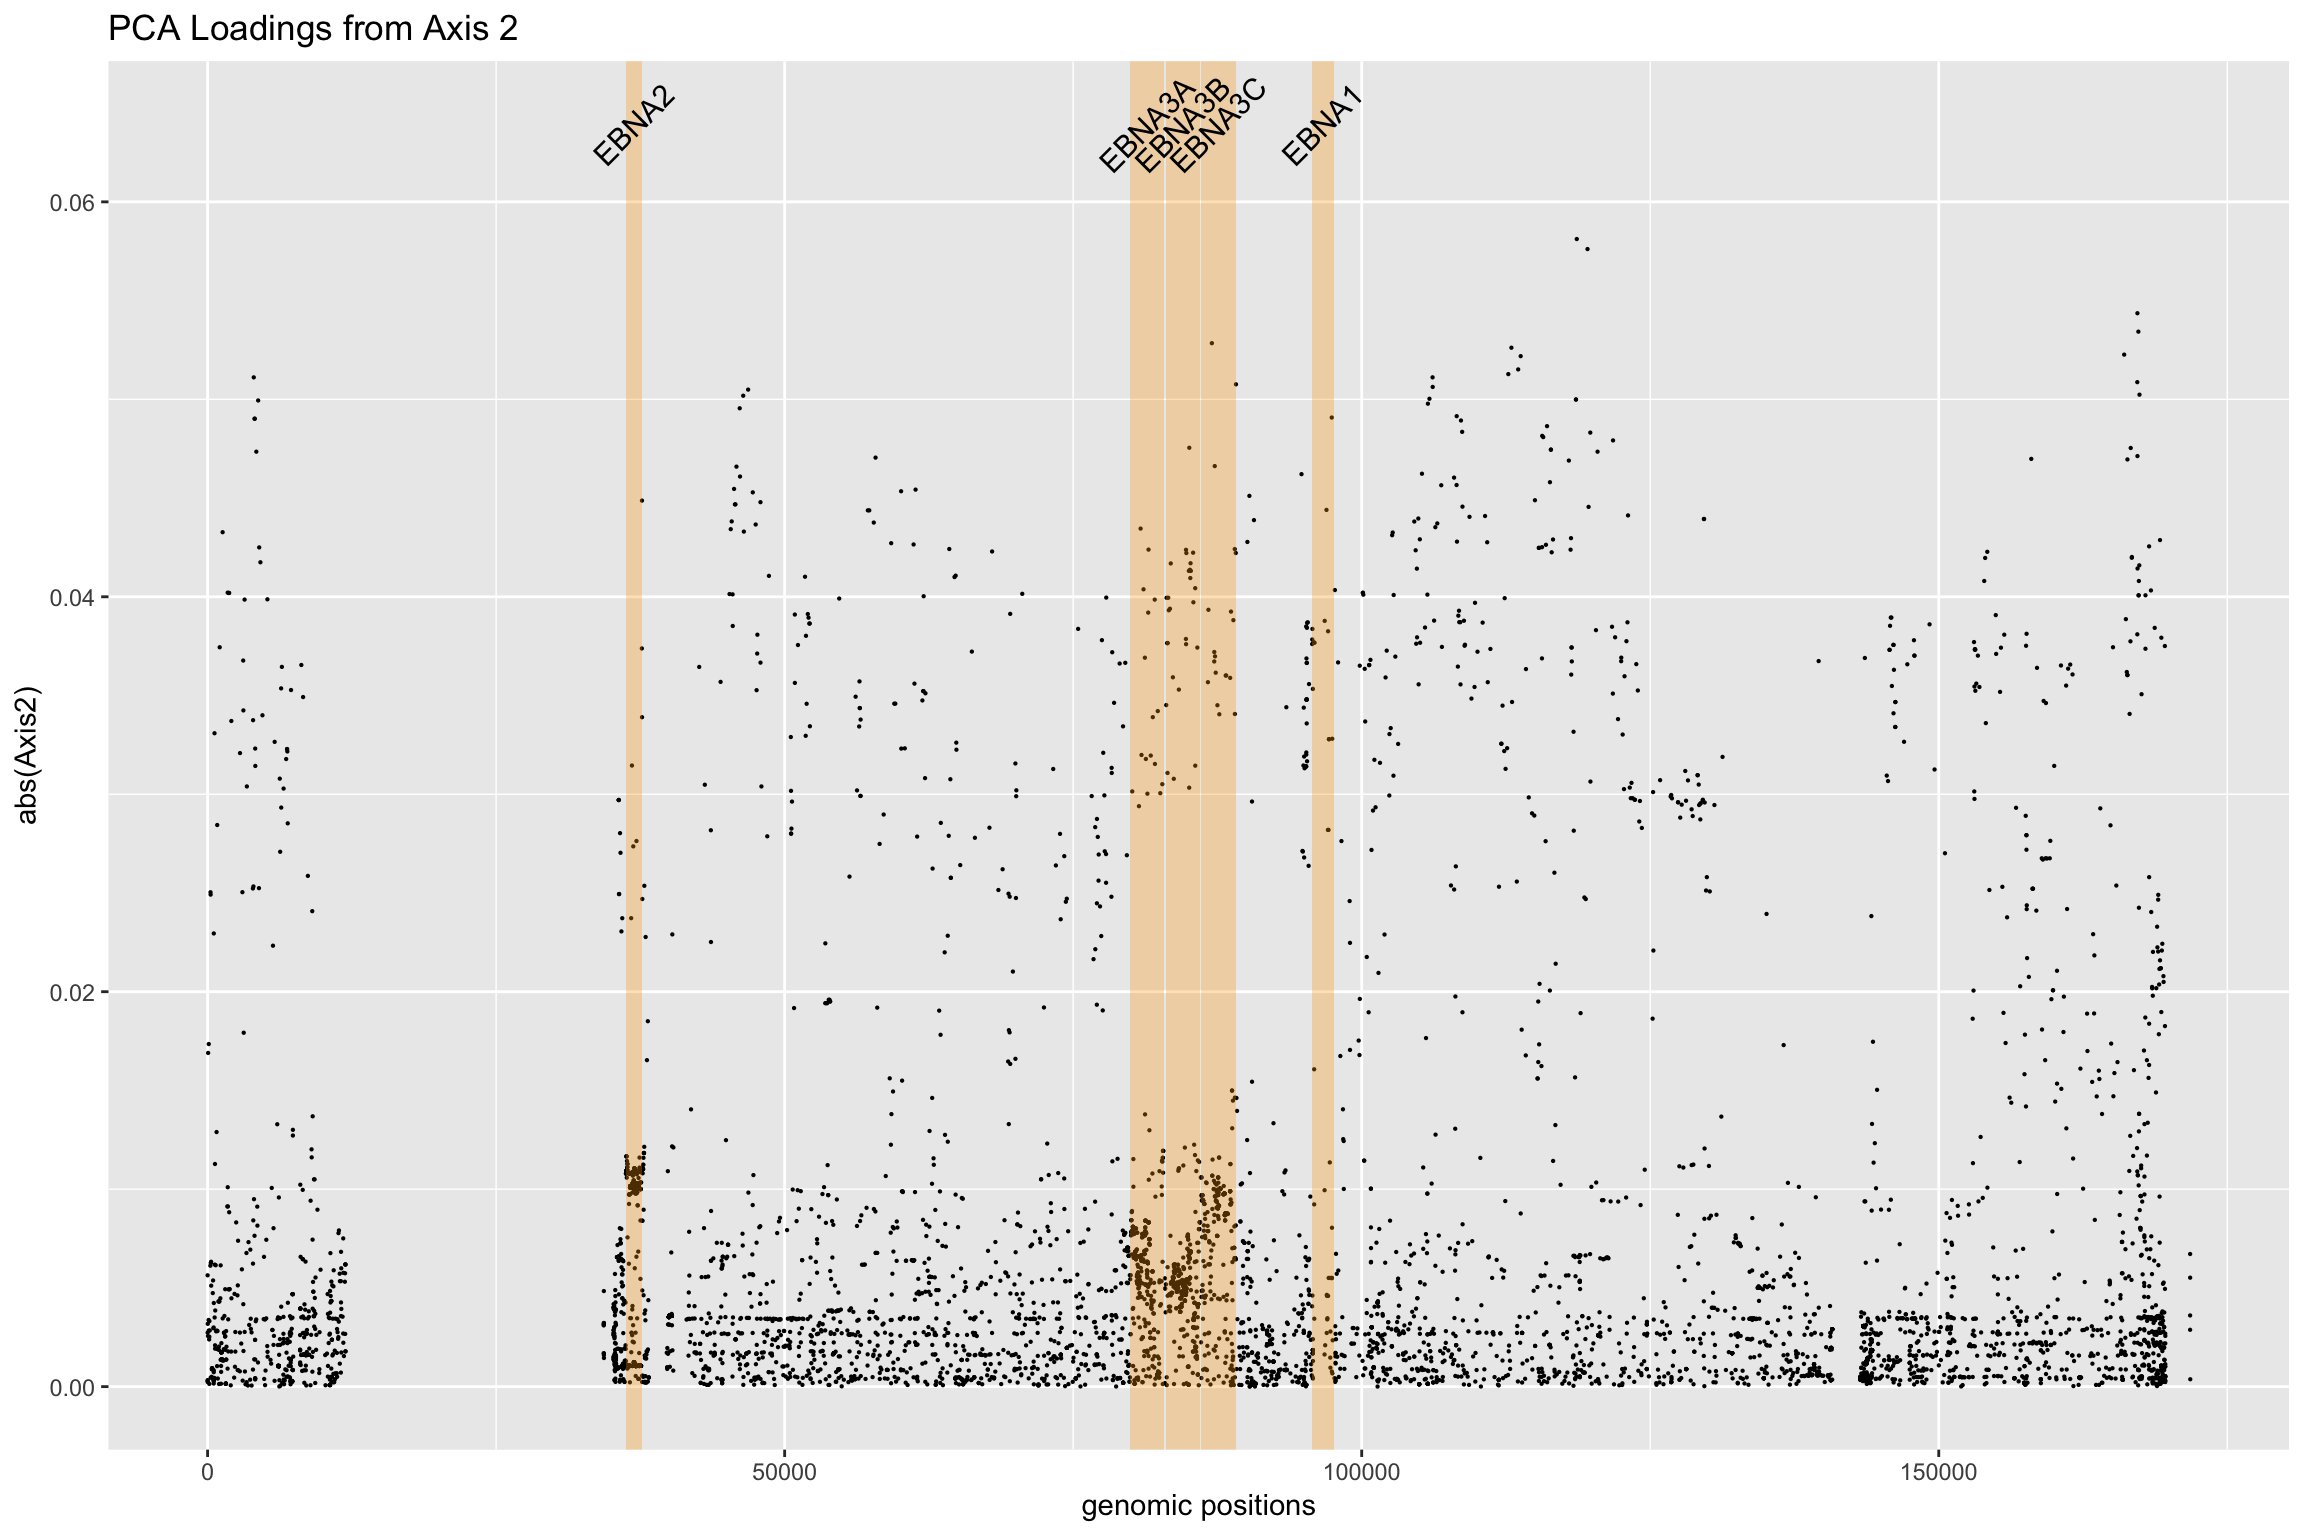 PCA Loadings from Axis 2
EBNA2
EBNA3A
EBNA3B
EBNA3C
EBNA1
0.06
0.04
0.02
0.00
abs(Axis2)
0
50000
100000
150000
genomic positions